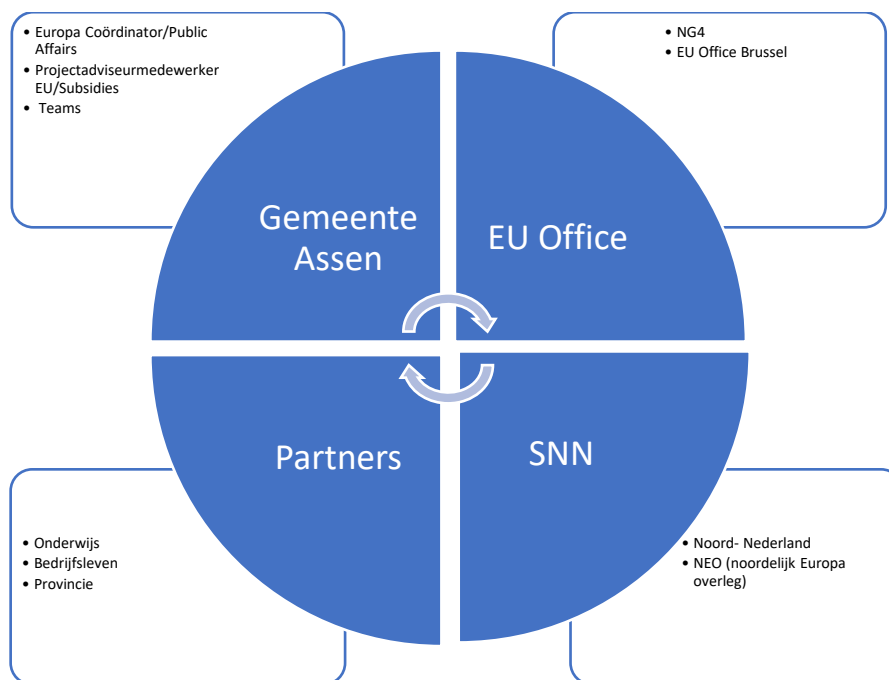 • Europa Coördinator/Public
Affairs
• Projectadviseurmedewerker
EU/Subsidies
• Teams
• NG4
• EU Office Brussel
Gemeente
Assen
EU Office
Partners
SNN
• Onderwijs
• Bedrijfsleven
• Provincie
• Noord- Nederland
• NEO (noordelijk Europa
overleg)